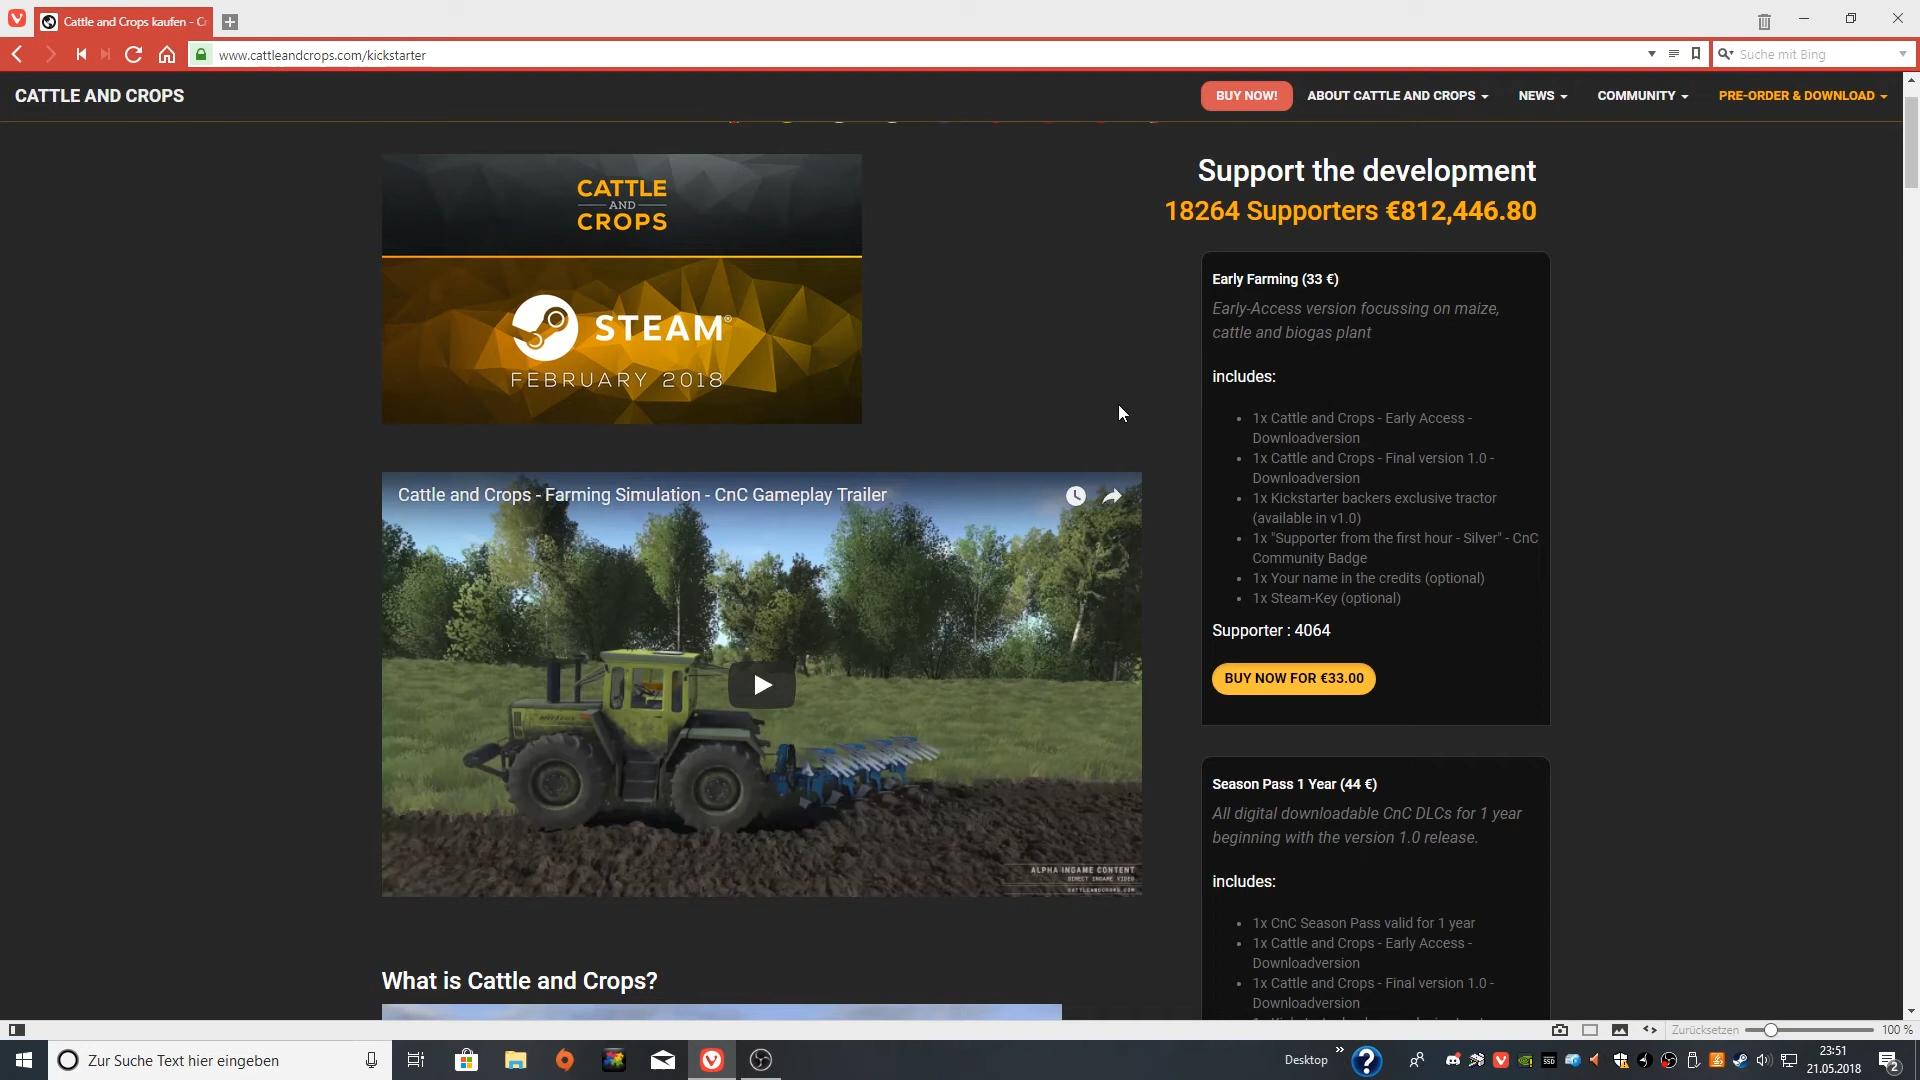 Cattle and Crops kaufen - Cr
www.cattleandcrops.com/kickstarter
Suche mit Bing
CATTLE AND CROPS
BUY NOW!
ABOUT CATTLE AND CROPS
NEWS
COMMUNITY
PRE-ORDER & DOWNLOAD
CATTLE
AND
CROPS
STEAM®
FEBRUARY 2018
Cattle and Crops - Farming Simulation - CnC Gameplay Trailer
ALPHA INGAME CONTENT
DIRECT INGAME VIDEO
CATTLEANDCROPS.COM
What is Cattle and Crops?
Support the development
18264 Supporters €812,446.80
Early Farming (33 €)
Early-Access version focussing on maize,
cattle and biogas plant
includes:
• 1x Cattle and Crops - Early Access -
Downloadversion
• 1x Cattle and Crops - Final version 1.0 -
Downloadversion
• 1x Kickstarter backers exclusive tractor
(available in v1.0)
• 1x "Supporter from the first hour - Silver" - CnC
Community Badge
• 1x Your name in the credits (optional)
• 1x Steam-Key (optional)
Supporter : 4064
BUY NOW FOR €33.00
Season Pass 1 Year (44 €)
All digital downloadable CnC DLCs for 1 year
beginning with the version 1.0 release.
includes:
• 1x CnC Season Pass valid for 1 year
• 1x Cattle and Crops - Early Access -
Downloadversion
• 1x Cattle and Crops - Final version 1.0 -
Downloadversion
Zurücksetzen
100 %
Zur Suche Text hier eingeben
Desktop
SSD
23:51
21.05.2018
2